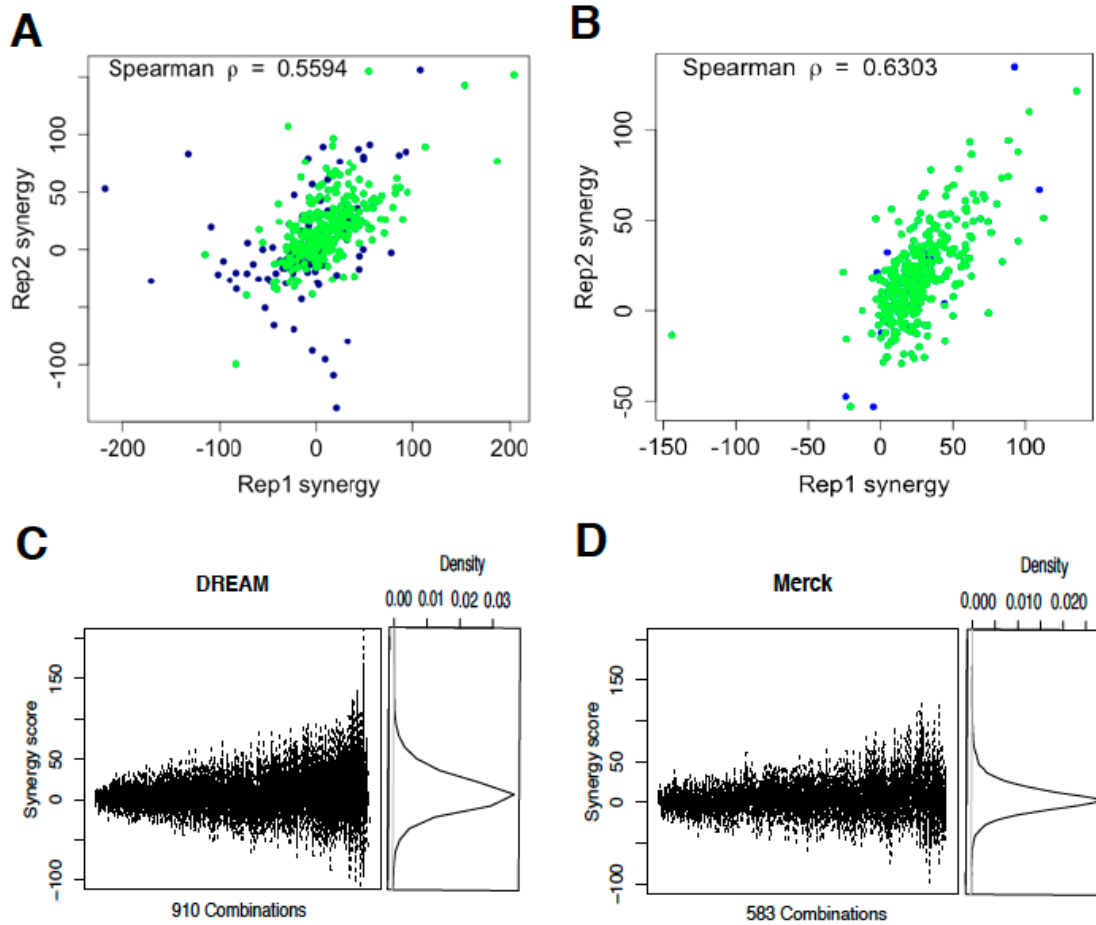 A
Spearman ρ = 0.5594
100
50
0
-100
Rep2 synergy
-200
-100
0
100
200
Rep1 synergy
B
Spearman ρ = 0.6303
100
50
0
-50
Rep2 synergy
-150
-100
-50
0
50
100
Rep1 synergy
C
DREAM
Density
0.00 0.01 0.02 0.03
150
50
0
-100
Synergy score
910 Combinations
D
Merck
Density
0.000 0.010 0.020
150
50
0
-100
Synergy score
583 Combinations